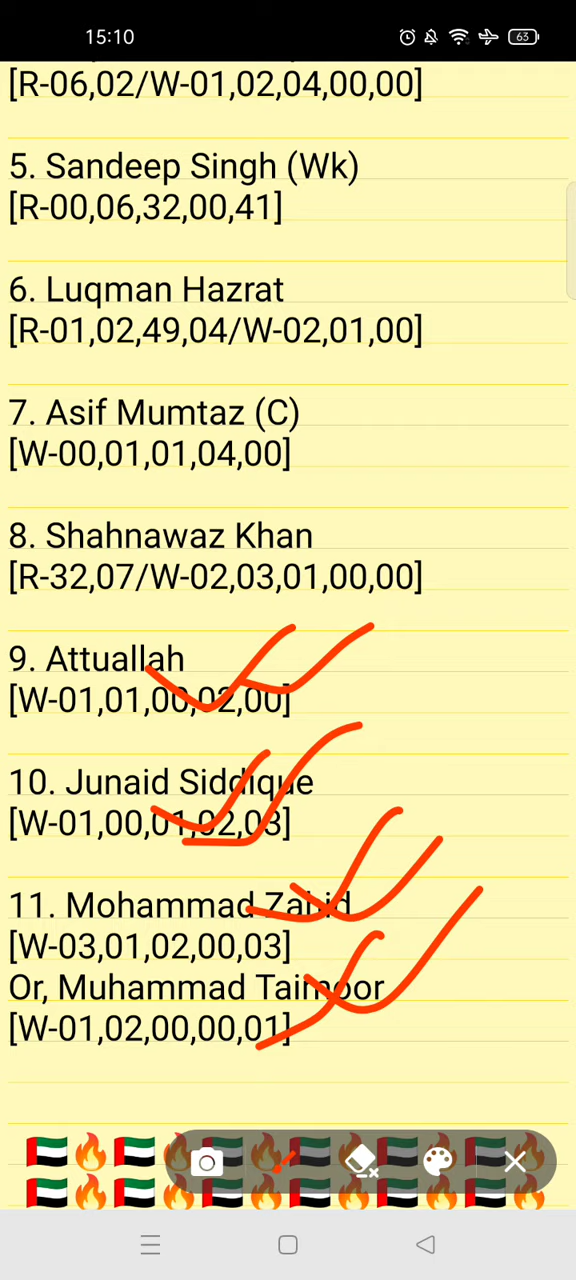 15:10
63
[R-06,02/W-01,02,04,00,00]
5. Sandeep Singh (Wk)
[R-00,06,32,00,41]
6. Luqman Hazrat
[R-01,02,49,04/W-02,01,00]
7. Asif Mumtaz (C)
[W-00,01,01,04,00]
8. Shahnawaz Khan
[R-32,07/W-02,03,01,00,00]
9. Attuallah
[W-01,01,00,02,00]
10. Junaid Siddique
[W-01,00,01,02,03]
11. Mohammad Zahid
[W-03,01,02,00,03]
Or, Muhammad Taimoor
[W-01,02,00,00,01]